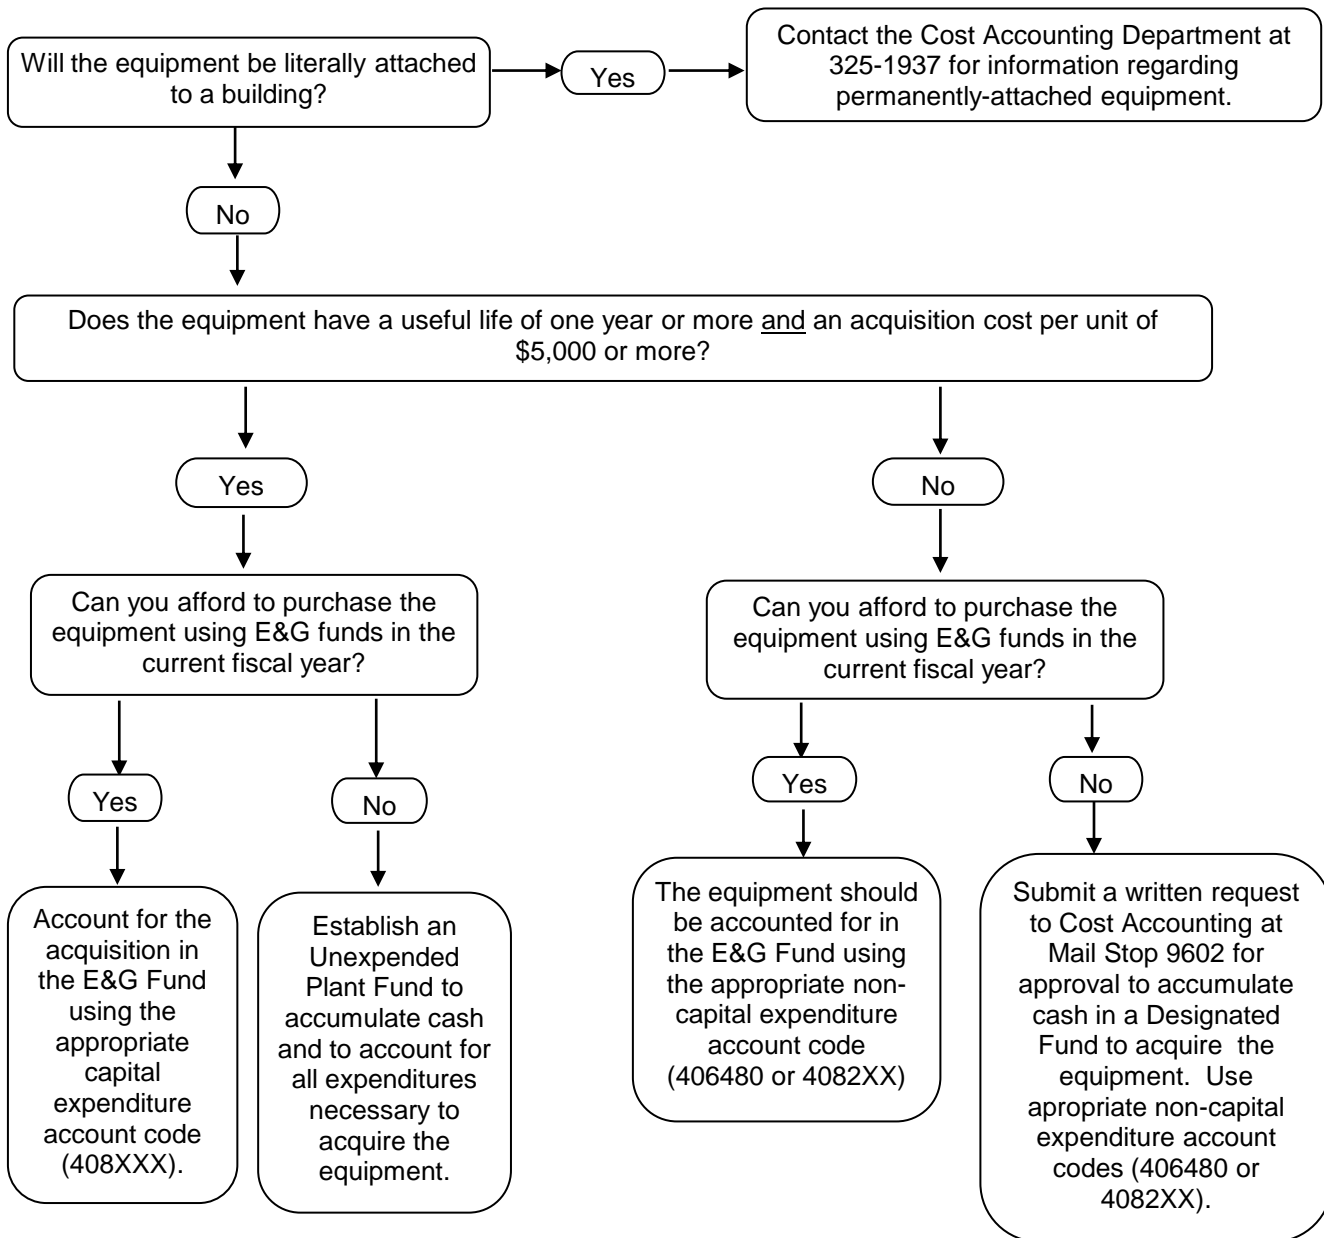 Will the equipment be literally attached
to a building?
Yes
Contact the Cost Accounting Department at
325-1937 for information regarding
permanently-attached equipment.
No
Does the equipment have a useful life of one year or more and an acquisition cost per unit of
$5,000 or more?
Yes
No
Can you afford to purchase the
equipment using E&G funds in the
current fiscal year?
Can you afford to purchase the
equipment using E&G funds in the
current fiscal year?
Yes
No
Yes
No
Account for the
acquisition in
the E&G Fund
using the
appropriate
capital
expenditure
account code
(408XXX).
Establish an
Unexpended
Plant Fund to
accumulate cash
and to account for
all expenditures
necessary to
acquire the
equipment.
The equipment should
be accounted for in
the E&G Fund using
the appropriate non-
capital expenditure
account code
(406480 or 4082XX)
Submit a written request
to Cost Accounting at
Mail Stop 9602 for
approval to accumulate
cash in a Designated
Fund to acquire  the
equipment.  Use
apropriate non-capital
expenditure account
codes (406480 or
4082XX).